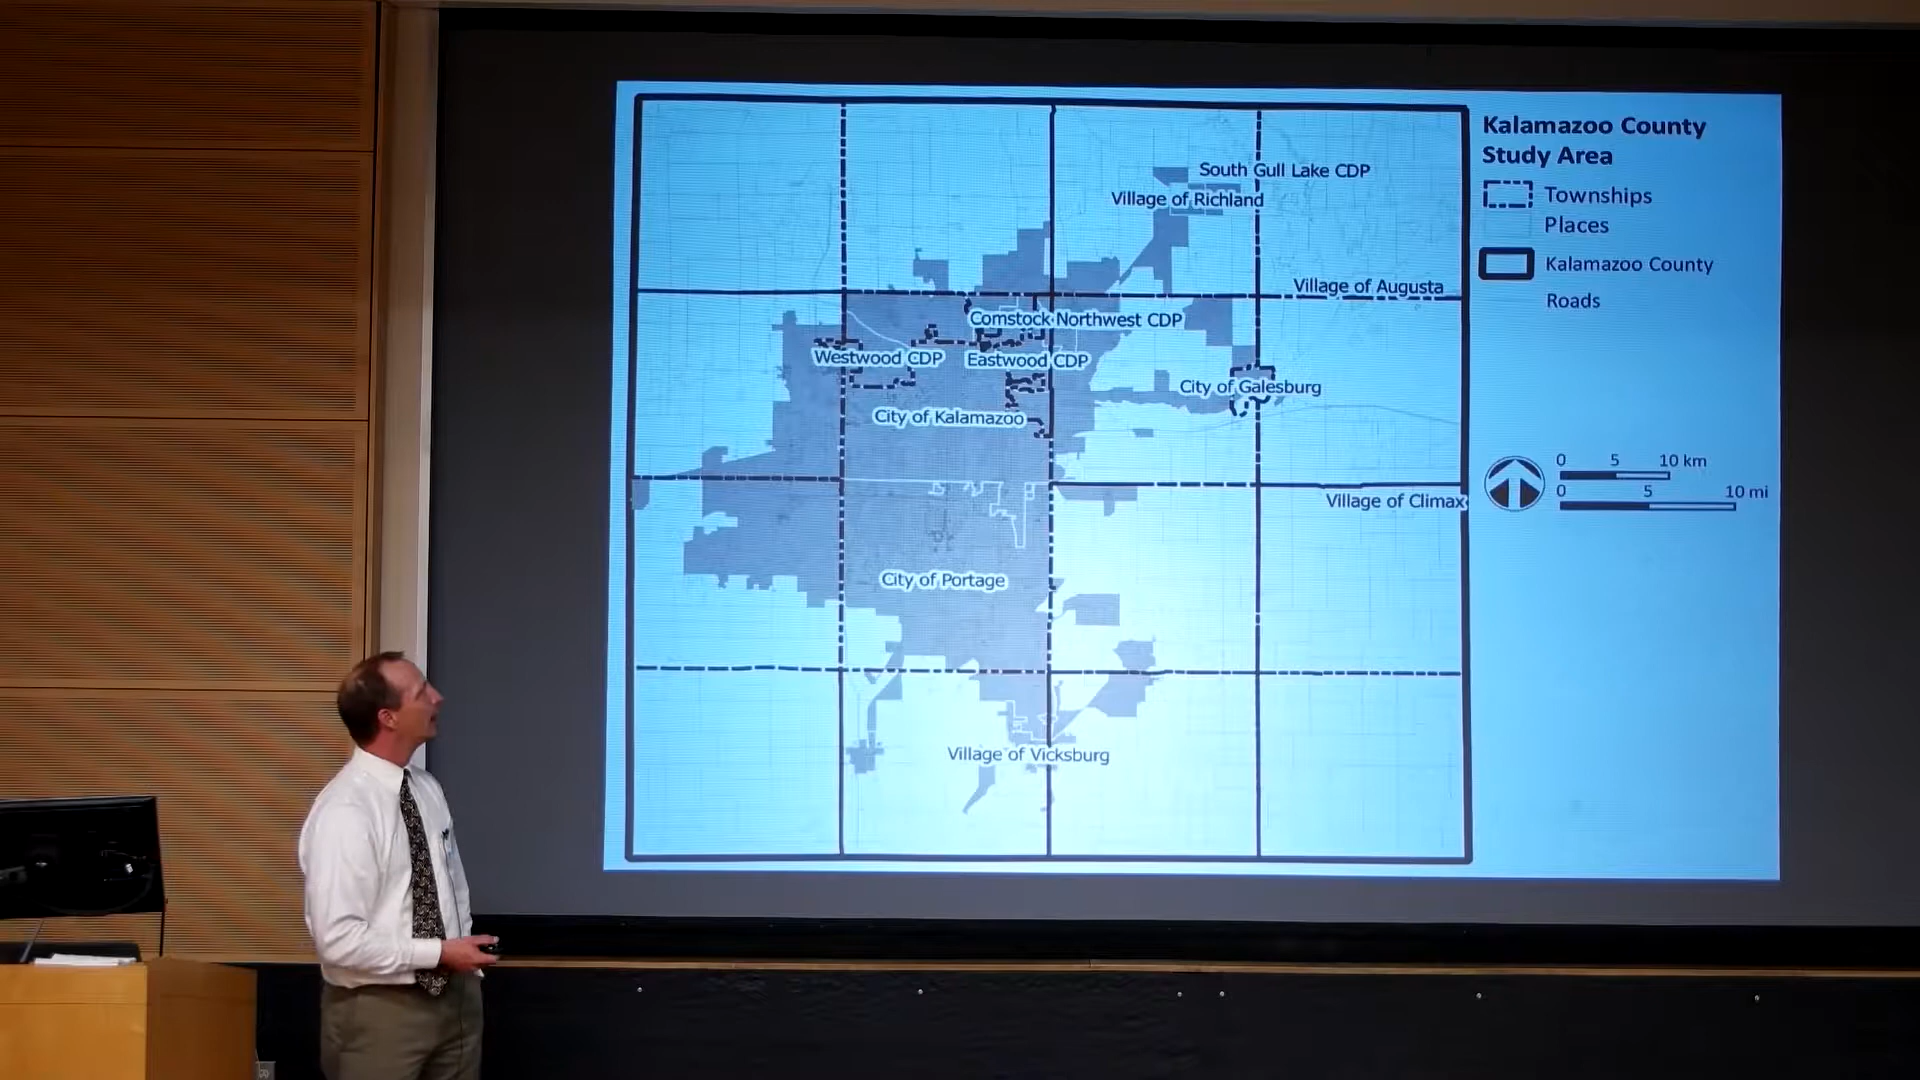 Kalamazoo County
Study Area
Townships
Places
Kalamazoo County
Roads
0 5 10 km
0 5 10 mi
South Gull Lake CDP
Village of Richland
Village of Augusta
Comstock Northwest CDP
Westwood CDP
Eastwood CDP
City of Galesburg
City of Kalamazoo
Village of Climax
City of Portage
Village of Vicksburg